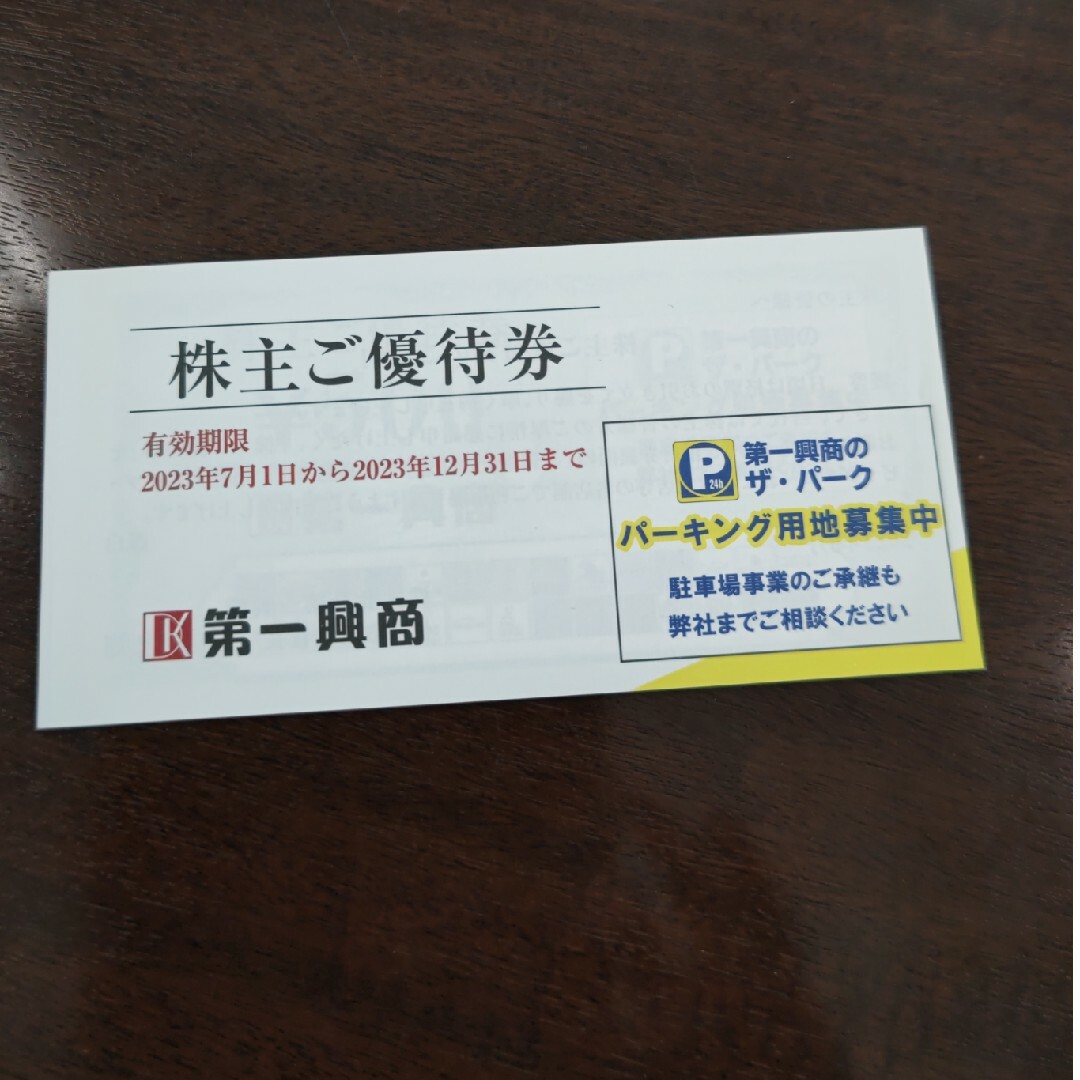 株主ご優待券
有効期限
2023年7月1日から2023年12月31日まで
DK 第一興商
P 24h
第一興商の
ザ・パーク
パーキング用地募集中
駐車場事業のご承継も
弊社までご相談ください